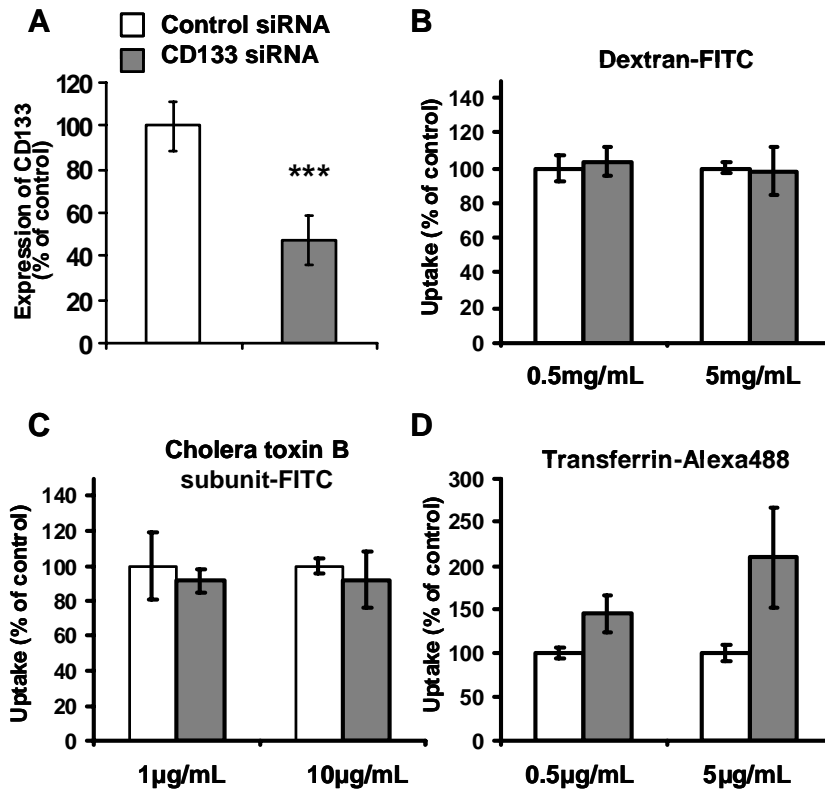 A
Control siRNA
CD133 siRNA
Expression of CD133
(% of control)
120
100
80
60
40
20
0
***
B
Dextran-FITC
Uptake (% of control)
140
120
100
80
60
40
20
0
0.5mg/mL 5mg/mL
C
Cholera toxin B
subunit-FITC
Uptake (% of control)
140
120
100
80
60
40
20
0
1µg/mL 10µg/mL
D
Transferrin-Alexa488
Uptake (% of control)
300
250
200
150
100
50
0
0.5µg/mL 5µg/mL